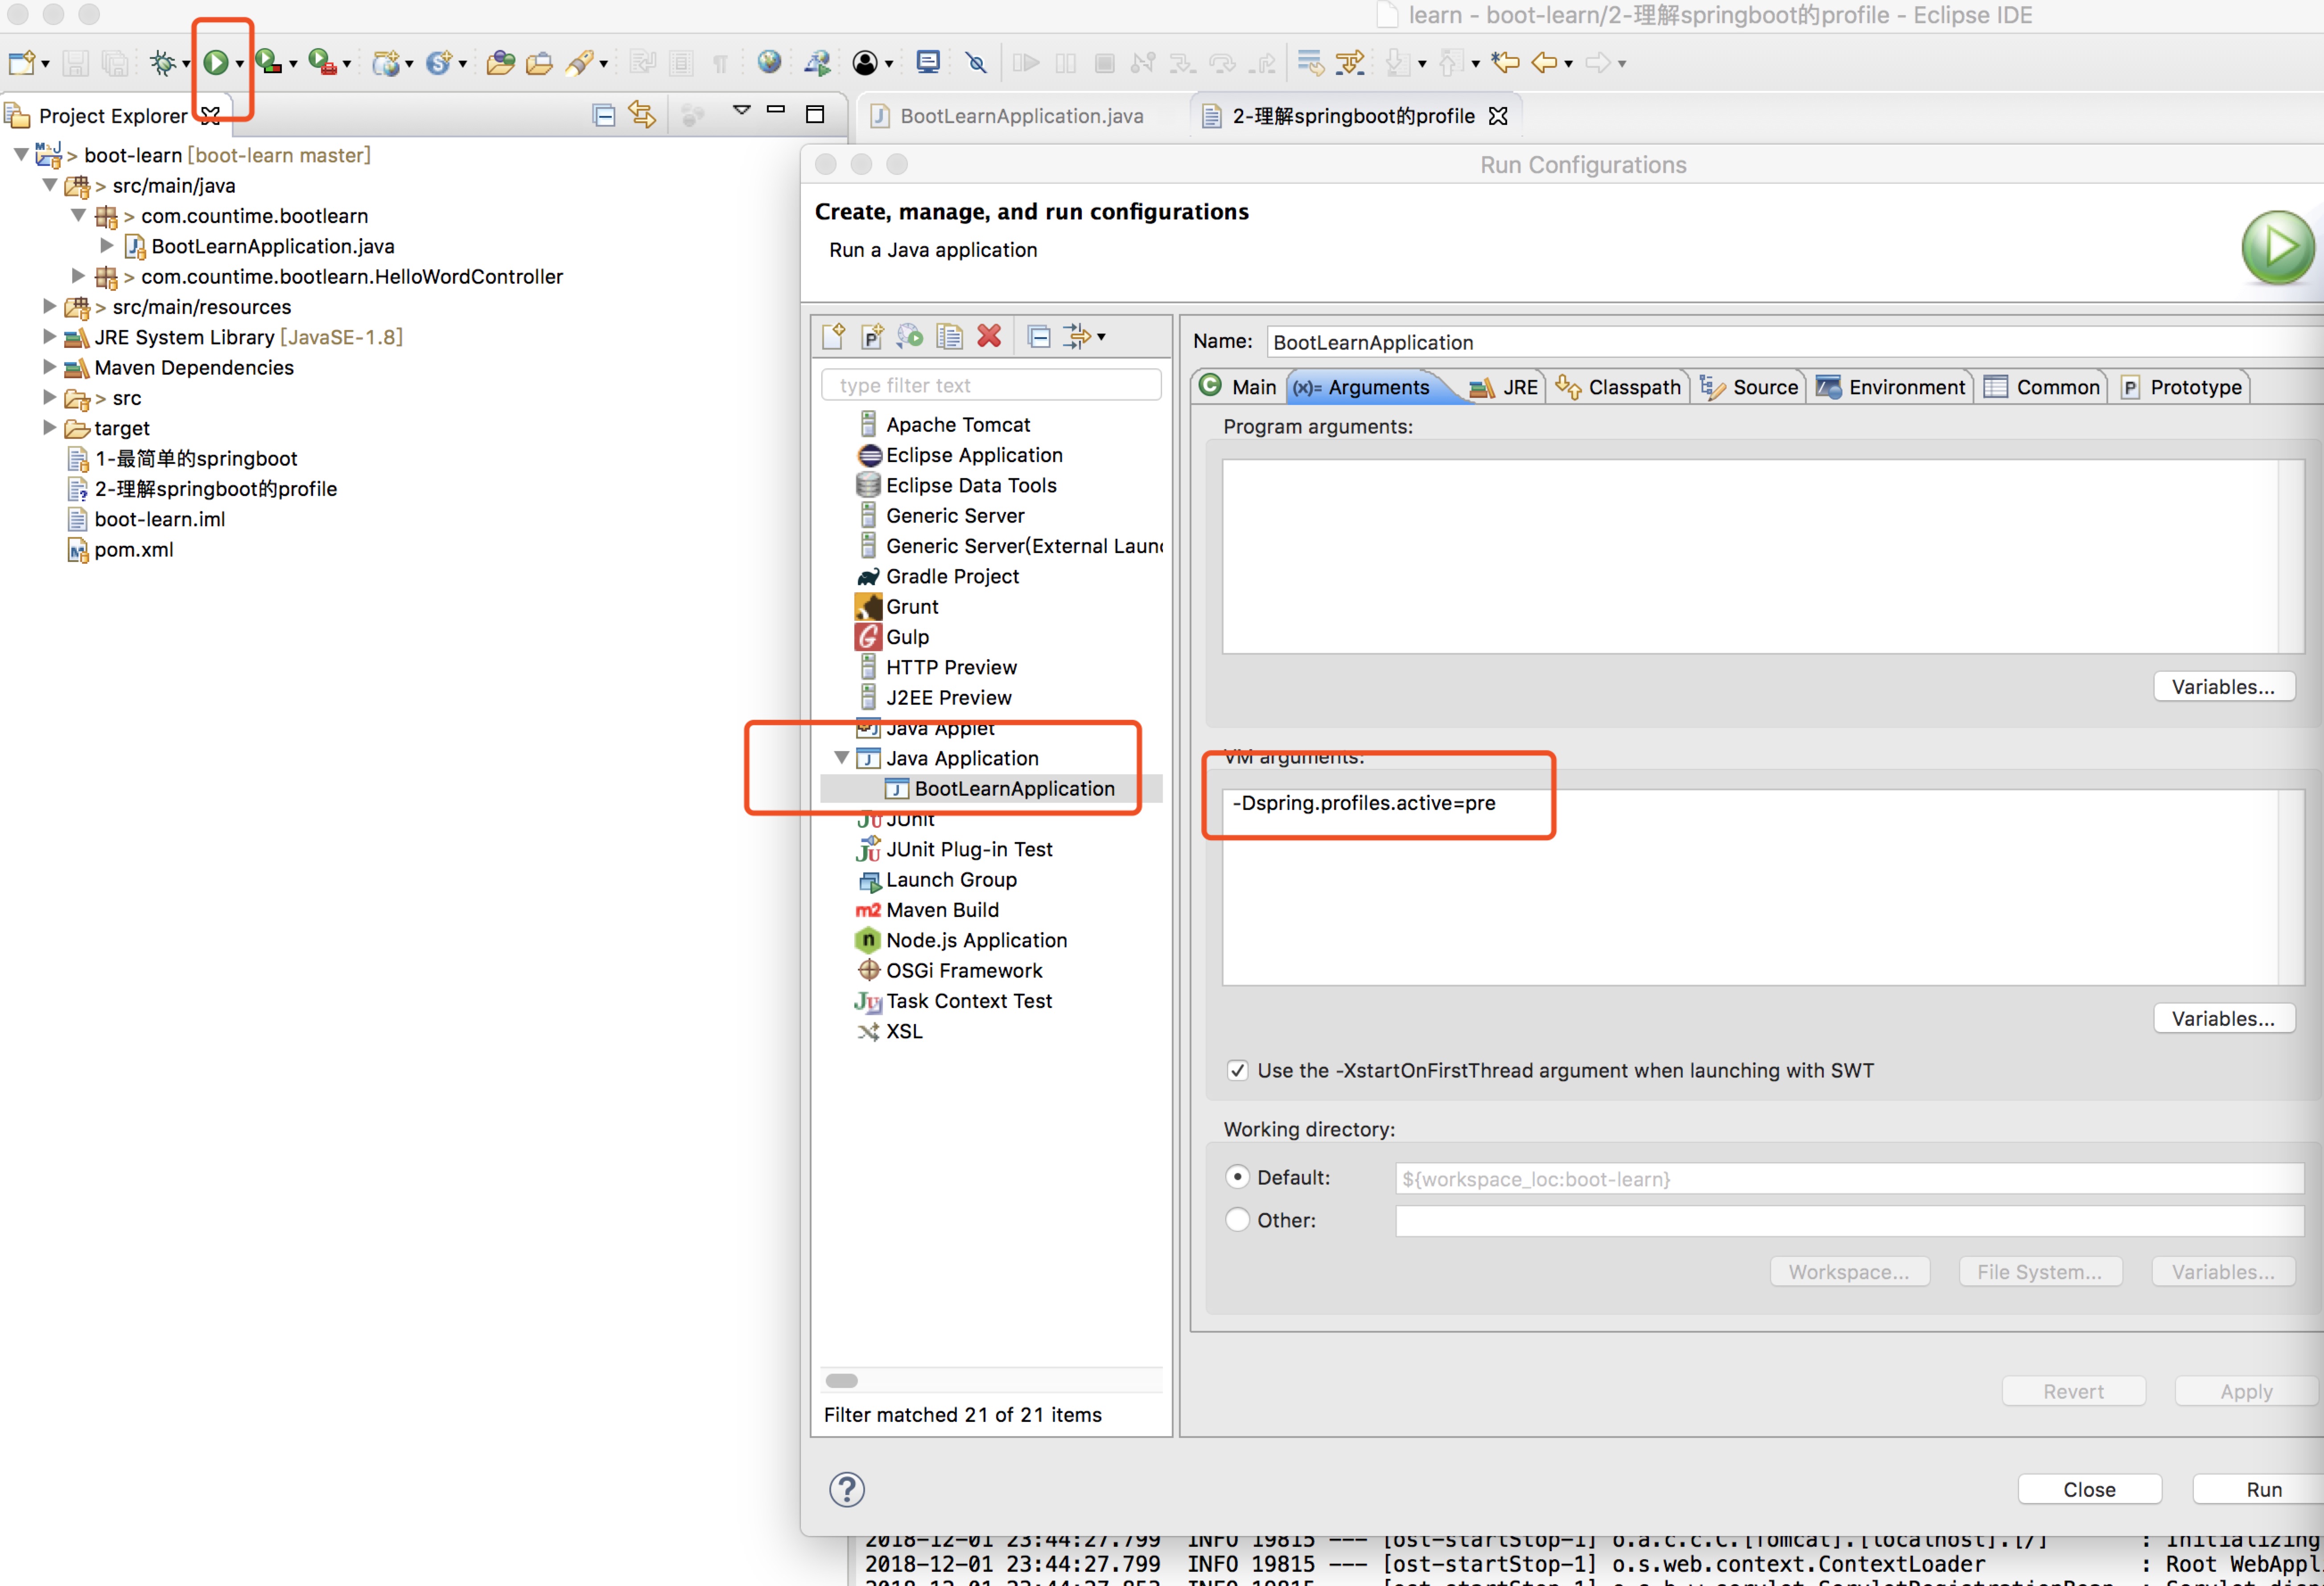 learn - boot-learn/2-理解springboot的profile - Eclipse IDE
Project Explorer
BootLearnApplication.java
2-理解springboot的profile
> boot-learn [boot-learn master]
> src/main/java
> com.countime.bootlearn
BootLearnApplication.java
> com.countime.bootlearn.HelloWordController
> src/main/resources
JRE System Library [JavaSE-1.8]
Maven Dependencies
> src
target
1-最简单的springboot
2-理解springboot的profile
boot-learn.iml
pom.xml
Run Configurations
Create, manage, and run configurations
Run a Java application
type filter text
Apache Tomcat
Eclipse Application
Eclipse Data Tools
Generic Server
Generic Server(External Laun
Gradle Project
Grunt
Gulp
HTTP Preview
J2EE Preview
Java Applet
Java Application
BootLearnApplication
JUnit
JUnit Plug-in Test
Launch Group
Maven Build
Node.js Application
OSGi Framework
Task Context Test
XSL
Filter matched 21 of 21 items
Name: BootLearnApplication
Main (x)= Arguments JRE Classpath Source Environment Common Prototype
Program arguments:
Variables...
VM arguments:
-Dspring.profiles.active=pre
Variables...
Use the -XstartOnFirstThread argument when launching with SWT
Working directory:
Default: ${workspace_loc:boot-learn}
Other:
Workspace... File System... Variables...
Revert Apply
Close Run
2018-12-01 23:44:27.799 INFO 19815 --- [ost-startStop-1] o.a.c.c.C.[Tomcat].[localhost].[/] : Initializing
2018-12-01 23:44:27.799 INFO 19815 --- [ost-startStop-1] o.s.web.context.ContextLoader : Root WebAppl